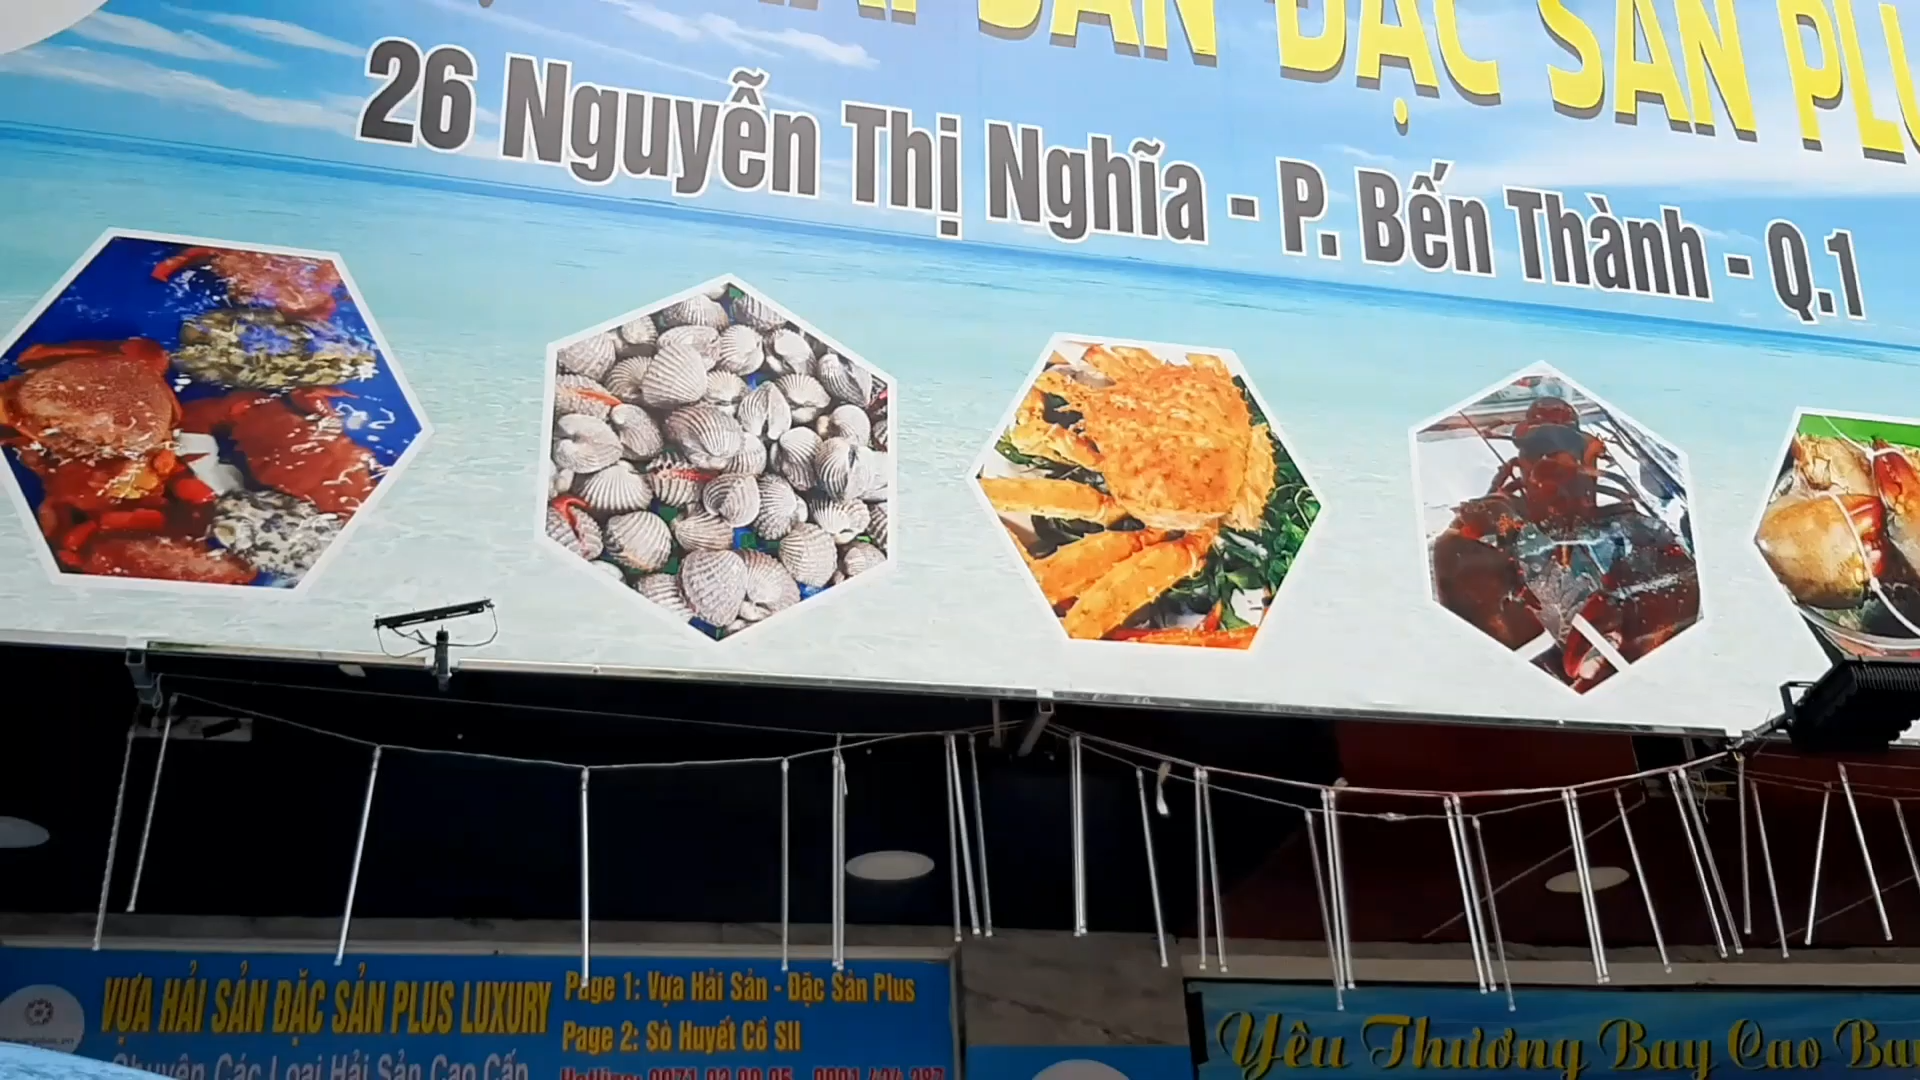 SẢN ĐẶC SẢN PLU
26 Nguyễn Thị Nghĩa - P. Bến Thành - Q.1
VỰA HẢI SẢN ĐẶC SẢN PLUS LUXURY
Chuyên Các Loại Hải Sản Cao Cấp
Page 1: Vựa Hải Sản - Đặc Sản Plus
Page 2: Sò Huyết Cồ SII
Hotline:
Yêu Thương Bay Cao Ba